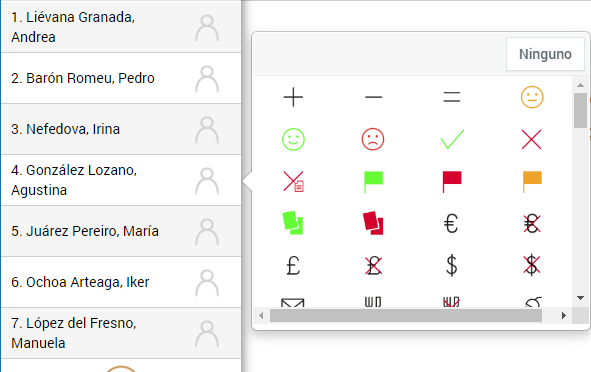 1. Liévana Granada,
Andrea
2. Barón Romeu, Pedro
3. Nefedova, Irina
4. González Lozano,
Agustina
5. Juárez Pereiro, María
6. Ochoa Arteaga, Iker
7. López del Fresno,
Manuela
Ninguno